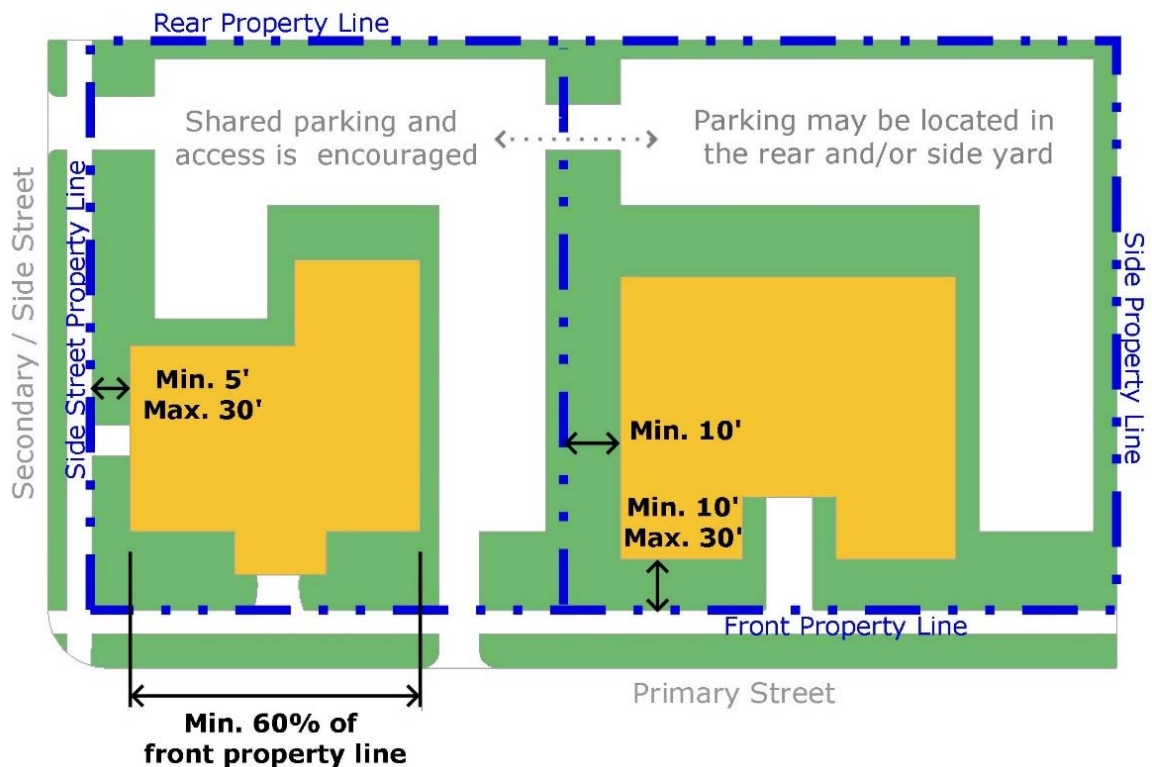 Rear Property Line
Shared parking and
access is encouraged
Parking may be located in
the rear and/or side yard
Secondary / Side Street
Side Street Property Line
Side Property Line
Min. 5'
Max. 30'
Min. 10'
Min. 10'
Max. 30'
Front Property Line
Primary Street
Min. 60% of
front property line